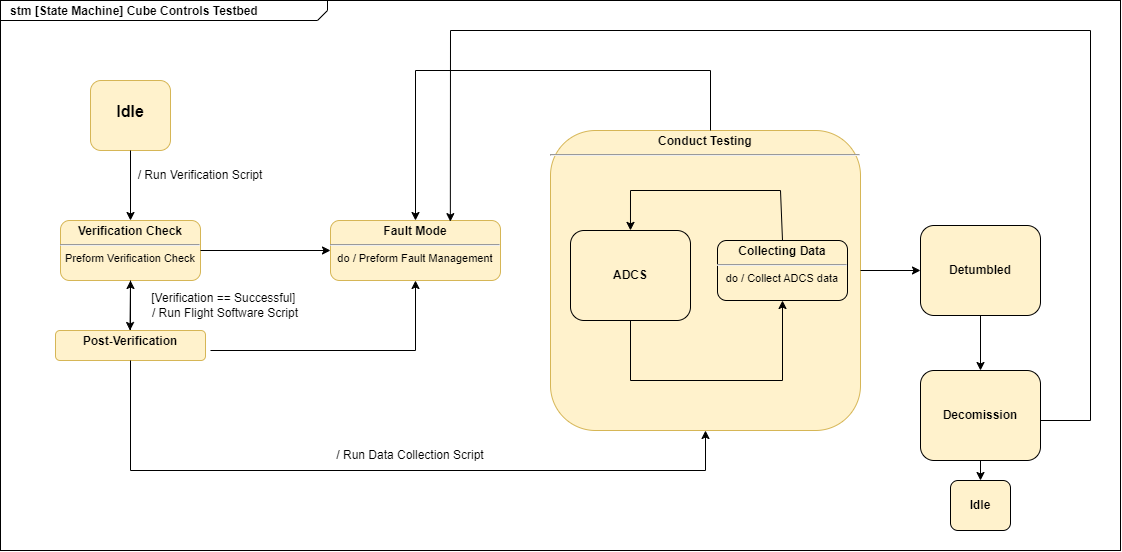 stm [State Machine] Cube Controls Testbed
Idle
/ Run Verification Script
Verification Check
Preform Verification Check
Fault Mode
do / Preform Fault Management
[Verification == Successful]
/ Run Flight Software Script
Post-Verification
/ Run Data Collection Script
Conduct Testing
ADCS
Collecting Data
do / Collect ADCS data
Detumbled
Decomission
Idle